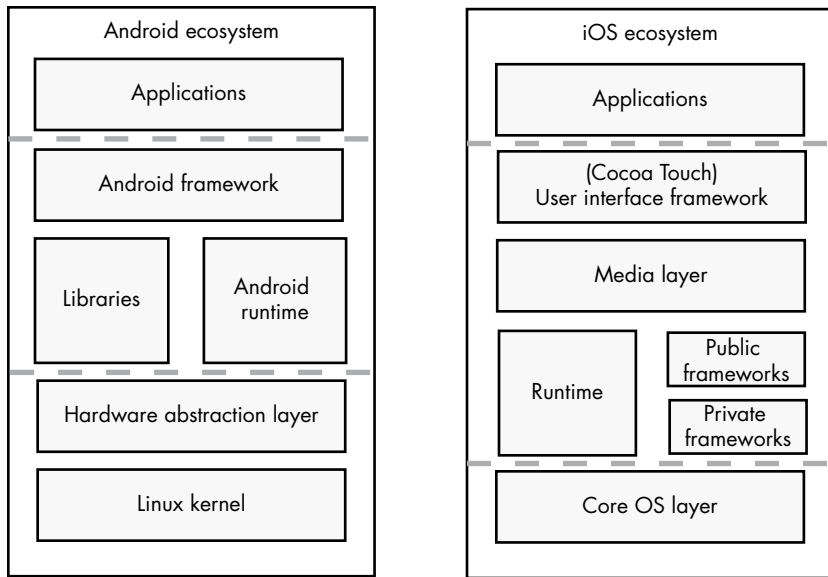 Android ecosystem
Applications
Android framework
Libraries
Android
runtime
Hardware abstraction layer
Linux kernel
iOS ecosystem
Applications
(Cocoa Touch)
User interface framework
Media layer
Runtime
Public
frameworks
Private
frameworks
Core OS layer